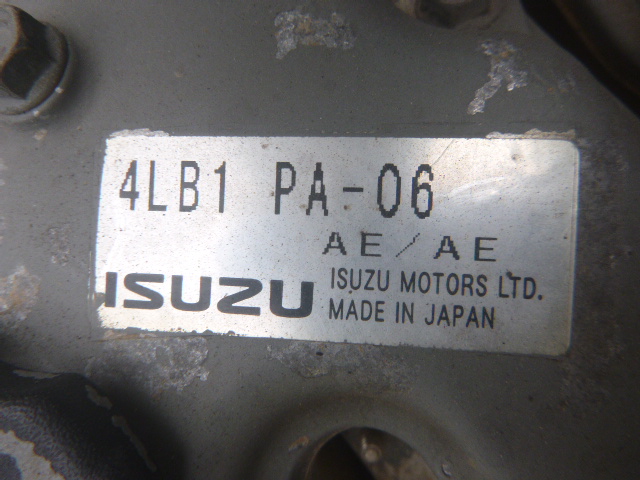 4LB1 PA-06
AE/AE
ISUZU ISUZU MOTORS LTD.
MADE IN JAPAN